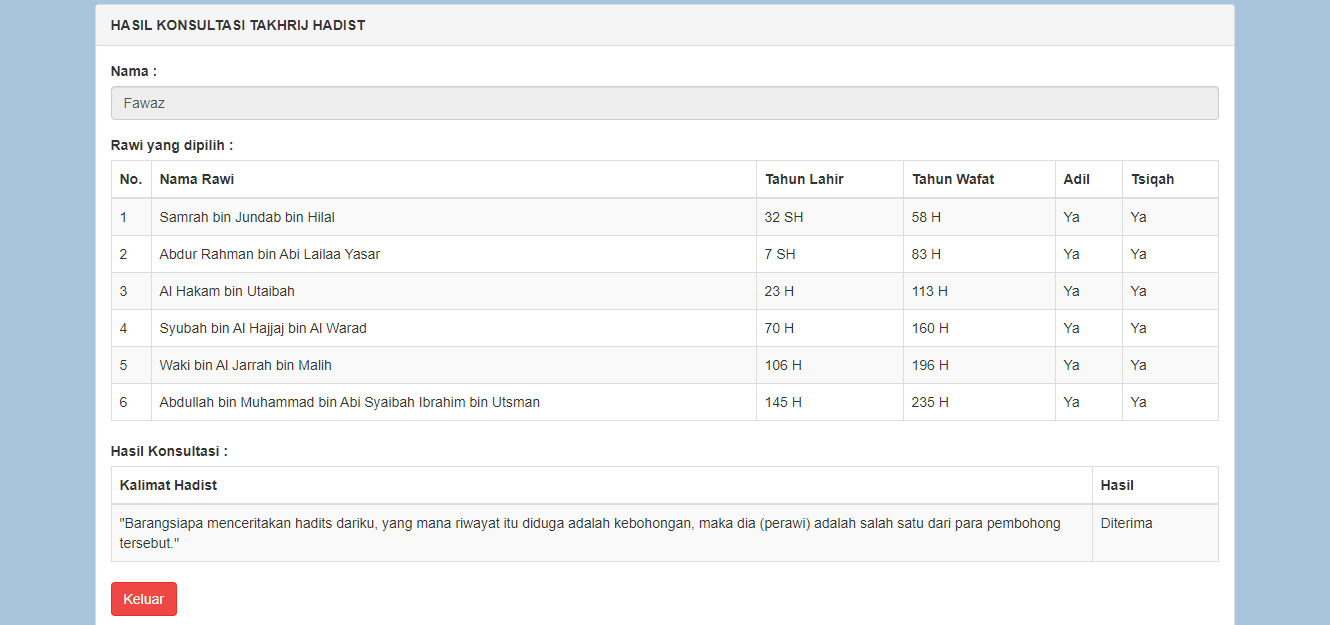 HASIL KONSULTASI TAKHRIJ HADIST
Nama :
Fawaz
Rawi yang dipilih :
No. Nama Rawi Tahun Lahir Tahun Wafat Adil Tsiqah
1 Samrah bin Jundab bin Hilal 32 SH 58 H Ya Ya
2 Abdur Rahman bin Abi Lailaa Yasar 7 SH 83 H Ya Ya
3 Al Hakam bin Utaibah 23 H 113 H Ya Ya
4 Syubah bin Al Hajjaj bin Al Warad 70 H 160 H Ya Ya
5 Waki bin Al Jarrah bin Malih 106 H 196 H Ya Ya
6 Abdullah bin Muhammad bin Abi Syaibah Ibrahim bin Utsman 145 H 235 H Ya Ya
Hasil Konsultasi :
Kalimat Hadist Hasil
"Barangsiapa menceritakan hadits dariku, yang mana riwayat itu diduga adalah kebohongan, maka dia (perawi) adalah salah satu dari para pembohong Diterima
tersebut."
Keluar